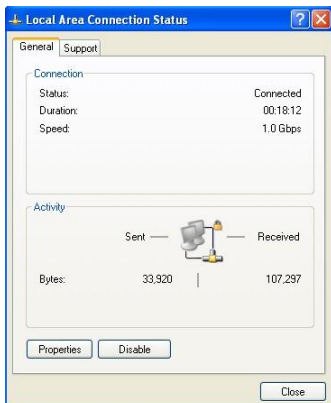 Local Area Connection Status
General Support
Connection
Status: Connected
Duration: 00:18:12
Speed: 1.0 Gbps
Activity
Sent Received
Bytes: 33,920 107,297
Properties Disable
Close